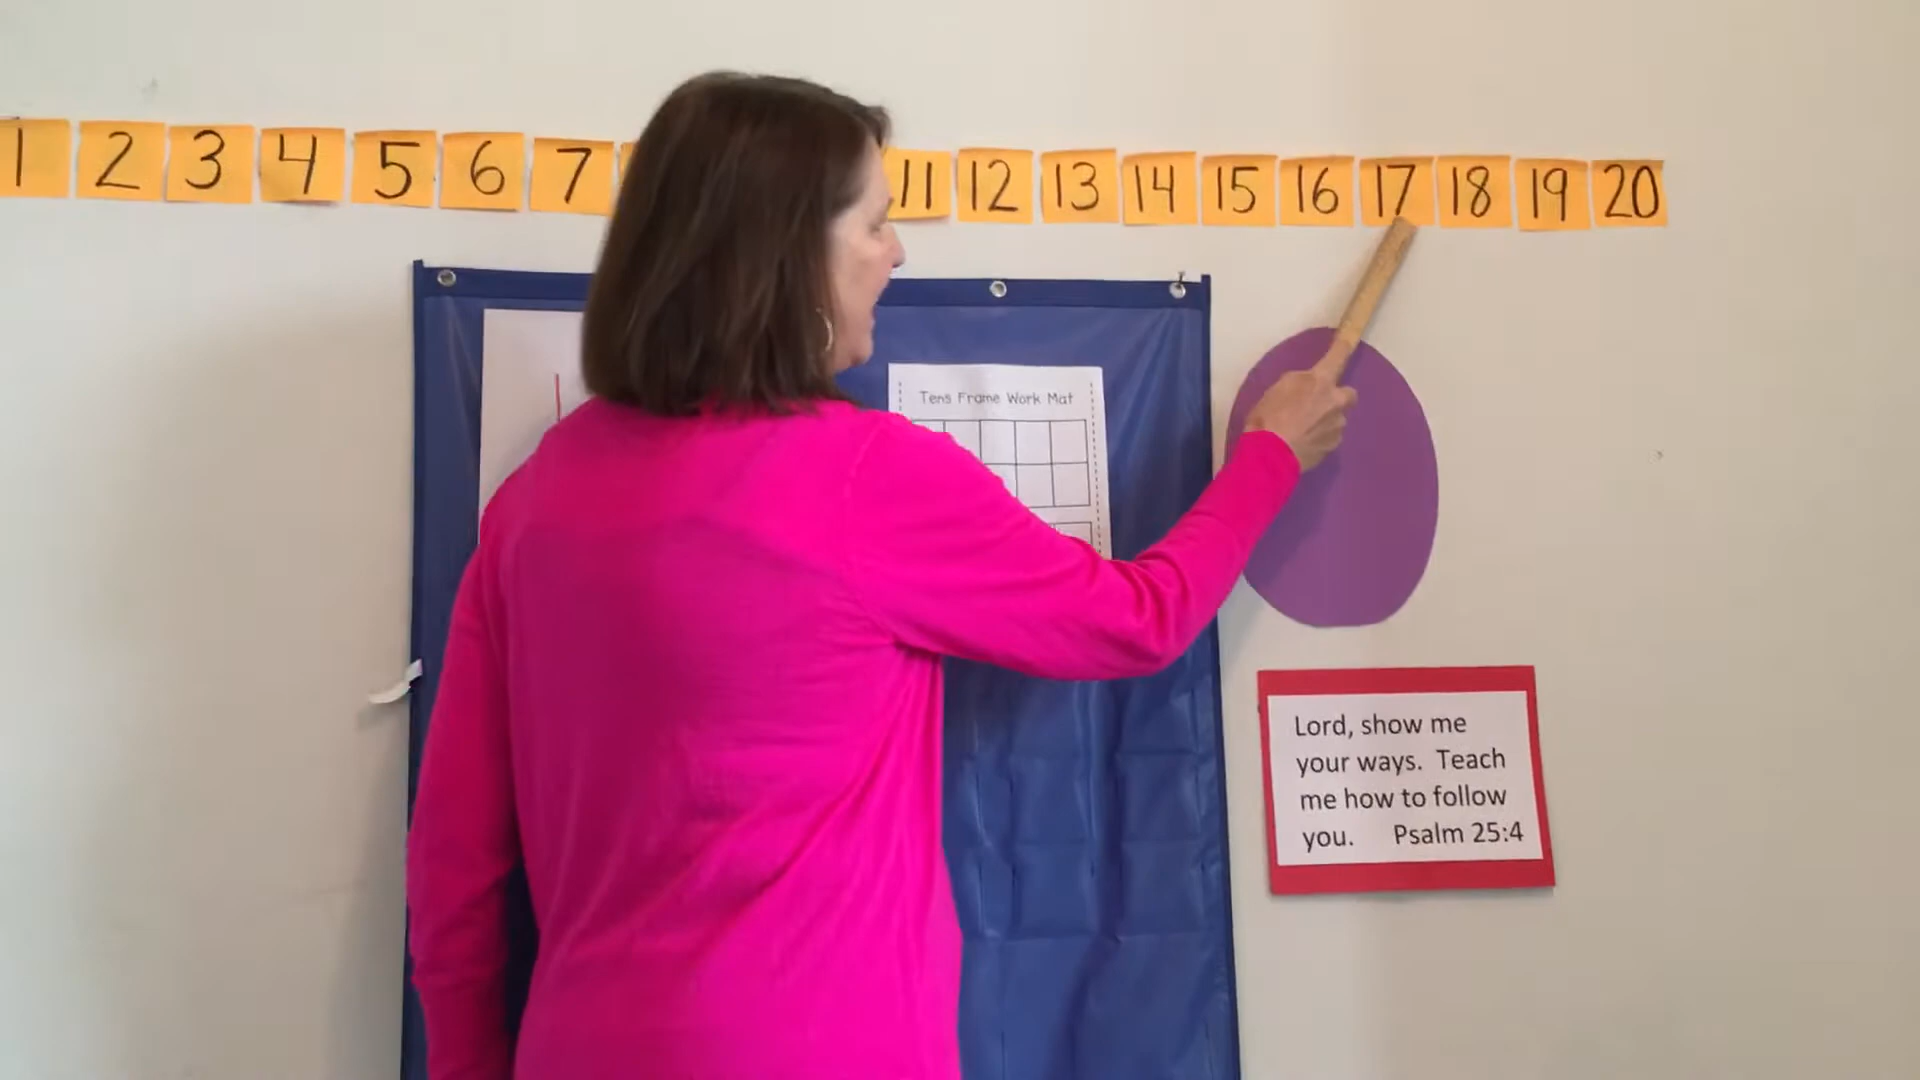 1 2 3 4 5 6 7 11 12 13 14 15 16 17 18 19 20
Tens Frame Work Mat
Lord, show me
your ways. Teach
me how to follow
you. Psalm 25:4